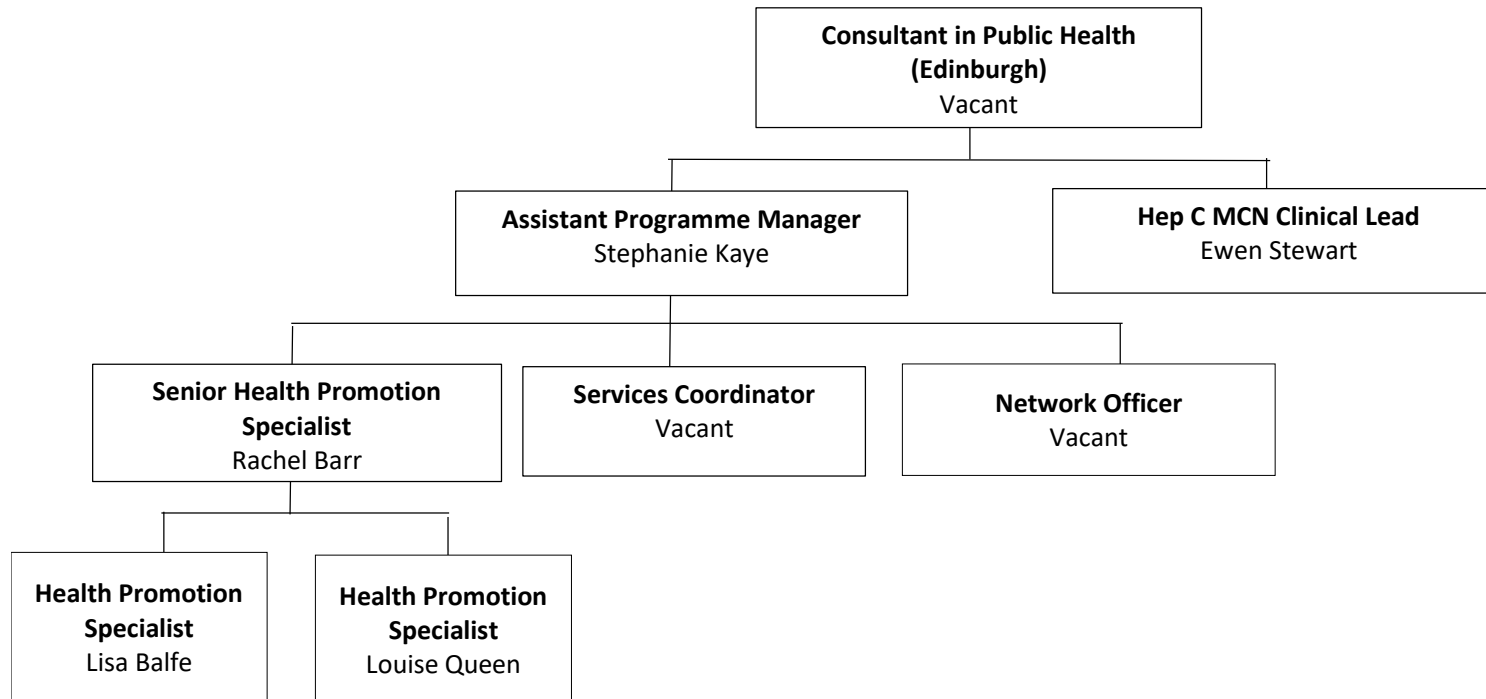 Consultant in Public Health
(Edinburgh)
Vacant
Assistant Programme Manager
Stephanie Kaye
Hep C MCN Clinical Lead
Ewen Stewart
Senior Health Promotion
Specialist
Rachel Barr
Services Coordinator
Vacant
Network Officer
Vacant
Health Promotion
Specialist
Lisa Balfe
Health Promotion
Specialist
Louise Queen